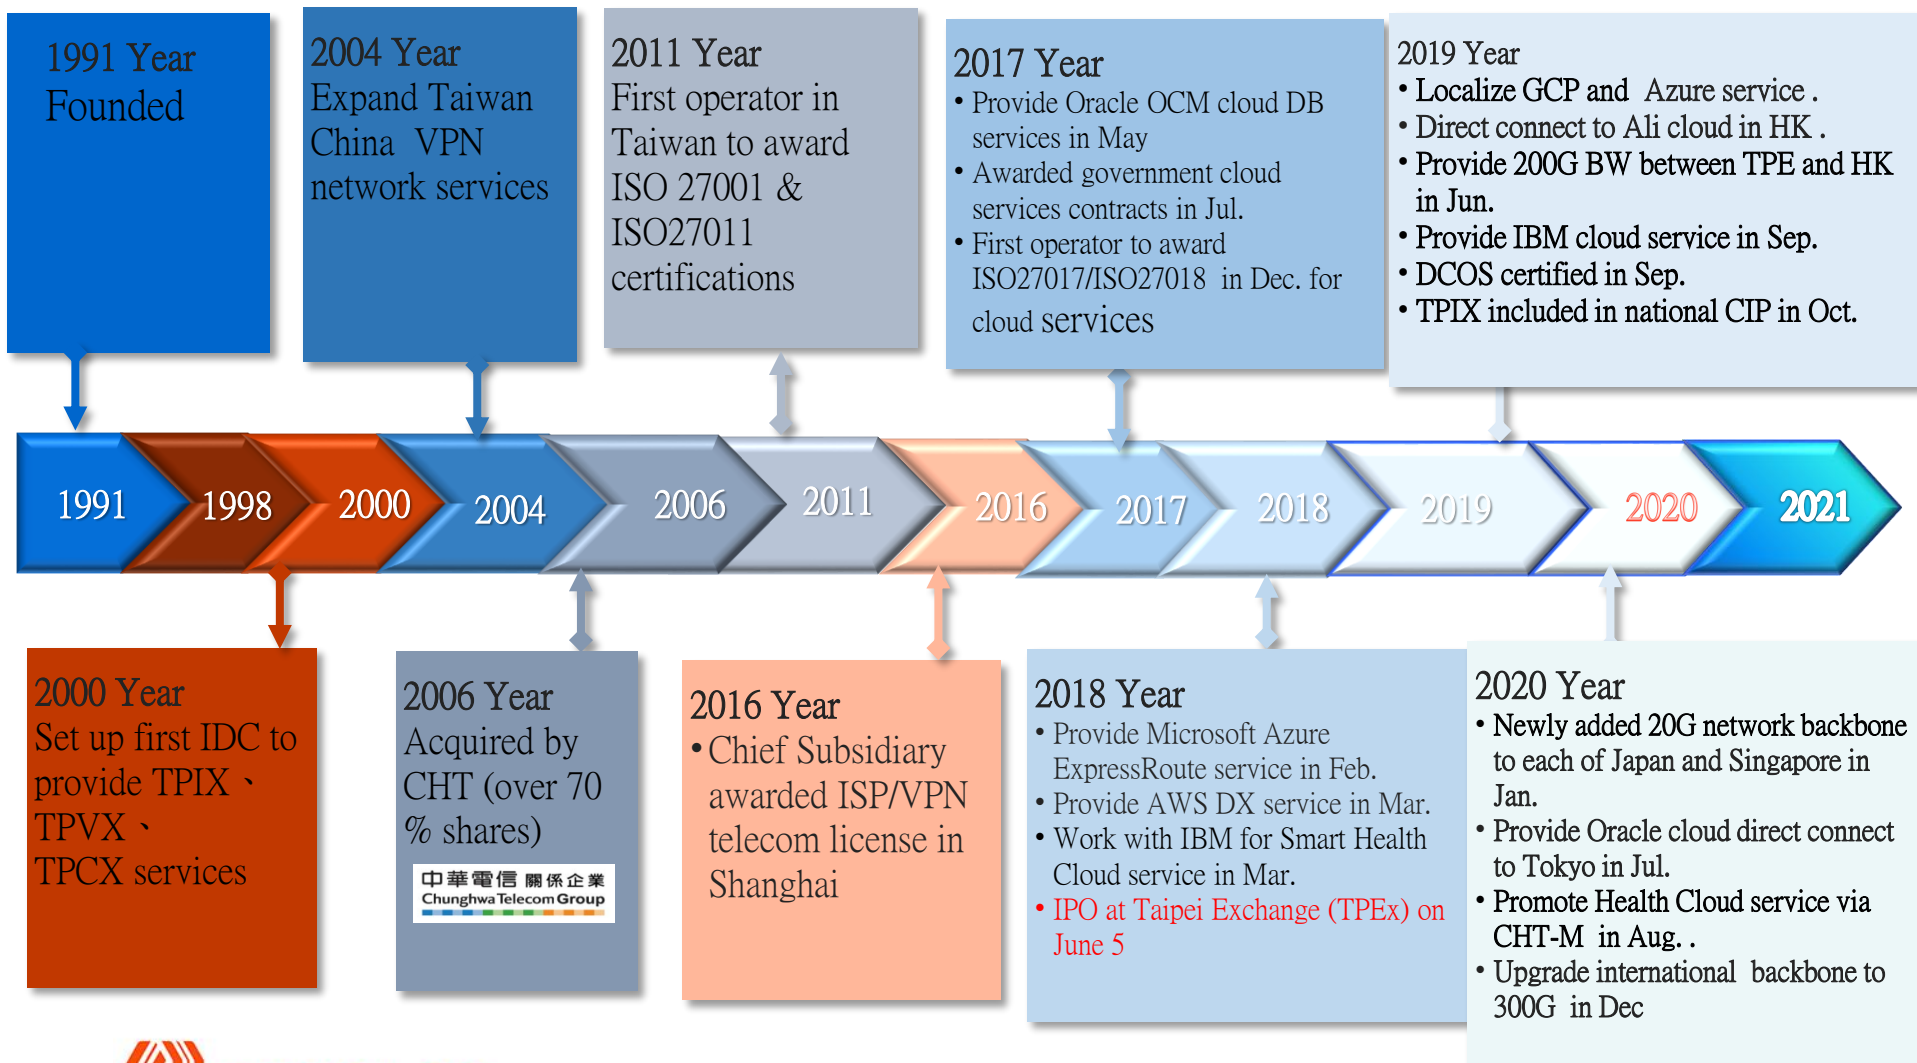 1991 Year
Founded
2004 Year
Expand Taiwan
China VPN
network services
2011 Year
First operator in
Taiwan to award
ISO 27001 &
ISO27011
certifications
2017 Year
• Provide Oracle OCM cloud DB
services in May
• Awarded government cloud
services contracts in Jul.
• First operator to award
ISO27017/ISO27018 in Dec. for
cloud services
2019 Year
• Localize GCP and Azure service .
• Direct connect to Ali cloud in HK .
• Provide 200G BW between TPE and HK
in Jun.
• Provide IBM cloud service in Sep.
• DCOS certified in Sep.
• TPIX included in national CIP in Oct.
1991
1998
2000
2004
2006
2011
2016
2017
2018
2019
2020
2021
2000 Year
Set up first IDC to
provide TPIX、
TPVX、
TPCX services
2006 Year
Acquired by
CHT (over 70
% shares)
中華電信 關係企業
Chunghwa Telecom Group
2016 Year
• Chief Subsidiary
awarded ISP/VPN
telecom license in
Shanghai
2018 Year
• Provide Microsoft Azure
ExpressRoute service in Feb.
• Provide AWS DX service in Mar.
• Work with IBM for Smart Health
Cloud service in Mar.
• IPO at Taipei Exchange (TPEx) on
June 5
2020 Year
• Newly added 20G network backbone
to each of Japan and Singapore in
Jan.
• Provide Oracle cloud direct connect
to Tokyo in Jul.
• Promote Health Cloud service via
CHT-M in Aug. .
• Upgrade international backbone to
300G in Dec